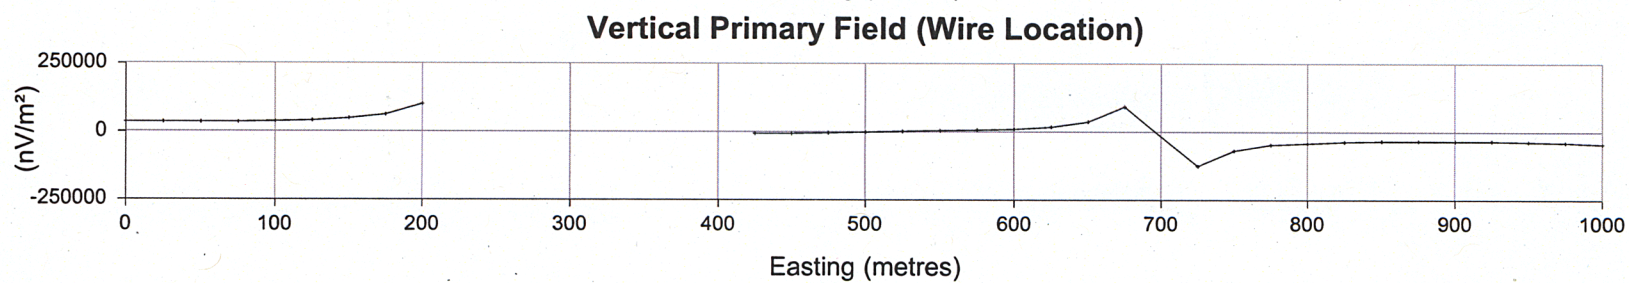 Vertical Primary Field (Wire Location)
250000
0
-250000
(nV/m²)
0 100 200 300 400 500 600 700 800 900 1000
Easting (metres)